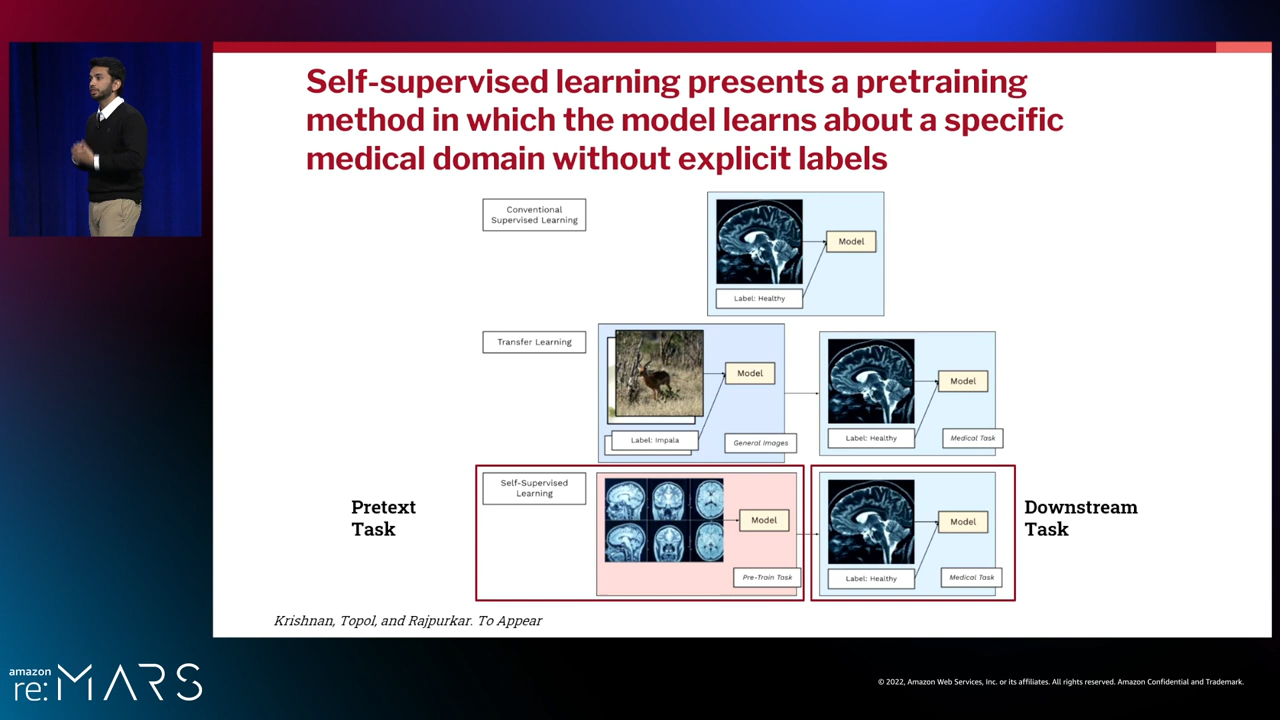 Self-supervised learning presents a pretraining
method in which the model learns about a specific
medical domain without explicit labels
Conventional
Supervised Learning
Model
Label: Healthy
Transfer Learning
Model
Label: Impala
General Images
Model
Label: Healthy
Medical Task
Pretext
Task
Self-Supervised
Learning
Model
Pre-Train Task
Model
Label: Healthy
Medical Task
Downstream
Task
Krishnan, Topol, and Rajpurkar. To Appear
amazon
re:MARS
© 2022, Amazon Web Services, Inc. or its affiliates. All rights reserved. Amazon Confidential and Trademark.